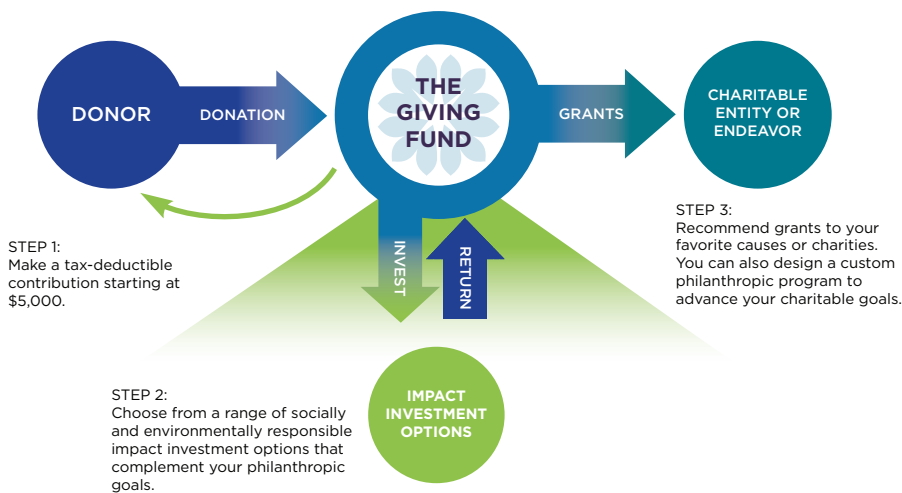 DONOR
DONATION
THE
GIVING
FUND
GRANTS
CHARITABLE
ENTITY OR
ENDEAVOR
STEP 1:
Make a tax-deductible
contribution starting at
$5,000.
INVEST
RETURN
STEP 3:
Recommend grants to your
favorite causes or charities.
You can also design a custom
philanthropic program to
advance your charitable goals.
STEP 2:
Choose from a range of socially
and environmentally responsible
impact investment options that
complement your philanthropic
goals.
IMPACT
INVESTMENT
OPTIONS